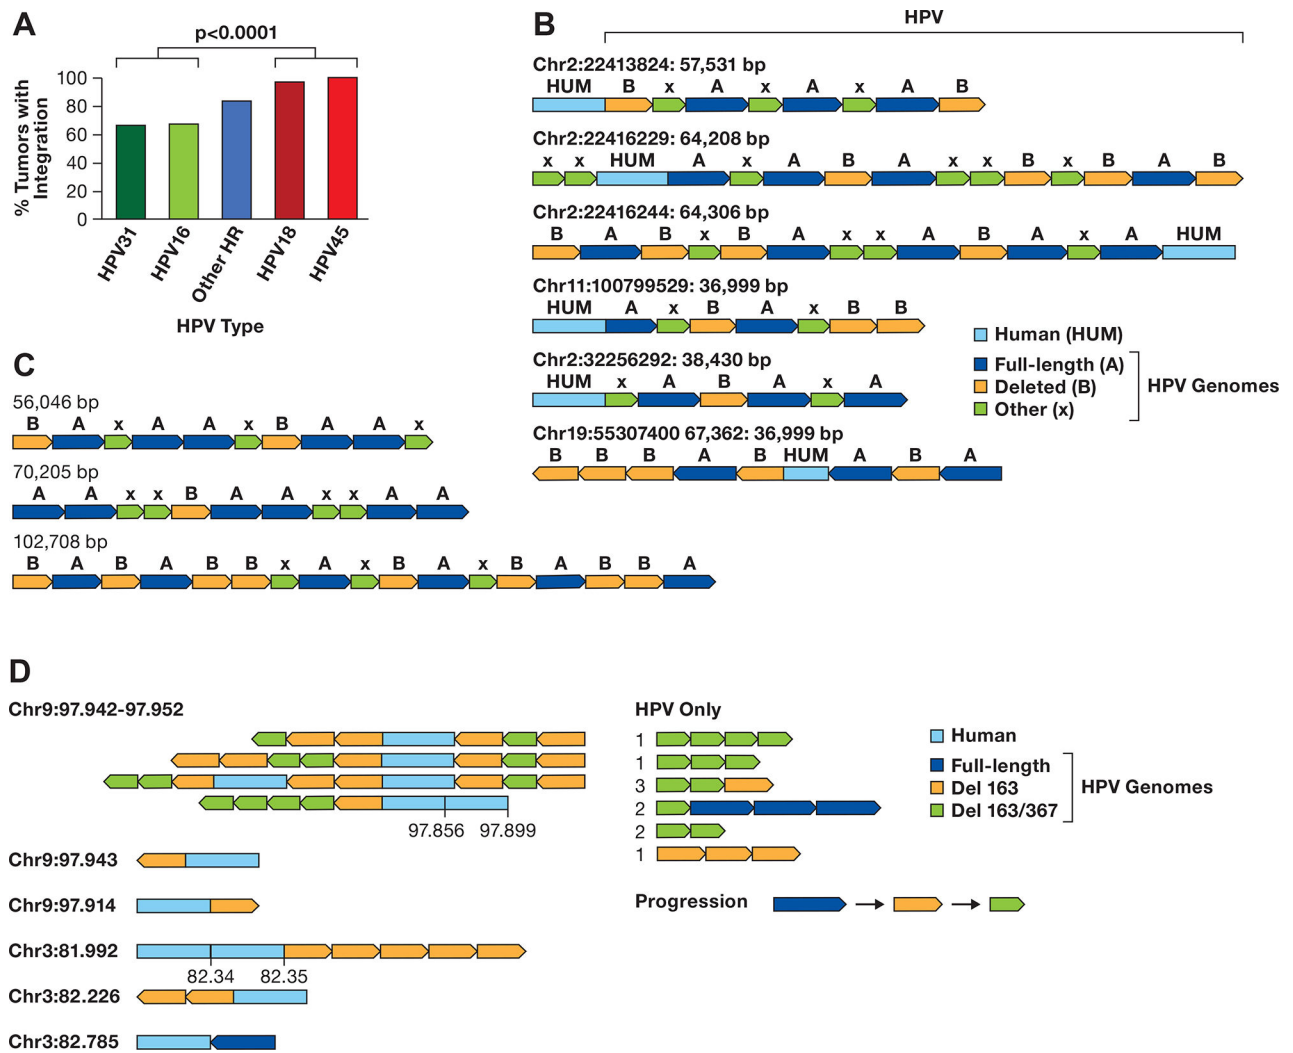 A
p<0.0001
% Tumors with
Integration
100
80
60
40
20
0
HPV31
HPV16
Other HR
HPV18
HPV45
HPV Type
B
HPV
Chr2:22413824: 57,531 bp
HUM B x A x A x A B
Chr2:22416229: 64,208 bp
x x HUM A x A B A x x B x B A B
Chr2:22416244: 64,306 bp
B A B x B A x x A B A x A HUM
Chr11:100799529: 36,999 bp
HUM A x B A x B B
Chr2:32256292: 38,430 bp
HUM x A B A x A
Chr19:55307400 67,362: 36,999 bp
B B B A B HUM A B A
Human (HUM)
Full-length (A)
Deleted (B)
Other (x)
HPV Genomes
C
56,046 bp
B A x A A x B A A x
70,205 bp
A A x x B A A x x A A
102,708 bp
B A B A B B x A x B A x B A B B A
D
Chr9:97.942-97.952
97.856 97.899
Chr9:97.943
Chr9:97.914
Chr3:81.992
82.34 82.35
Chr3:82.226
Chr3:82.785
HPV Only
1
1
3
2
2
1
Human
Full-length
Del 163
Del 163/367
HPV Genomes
Progression